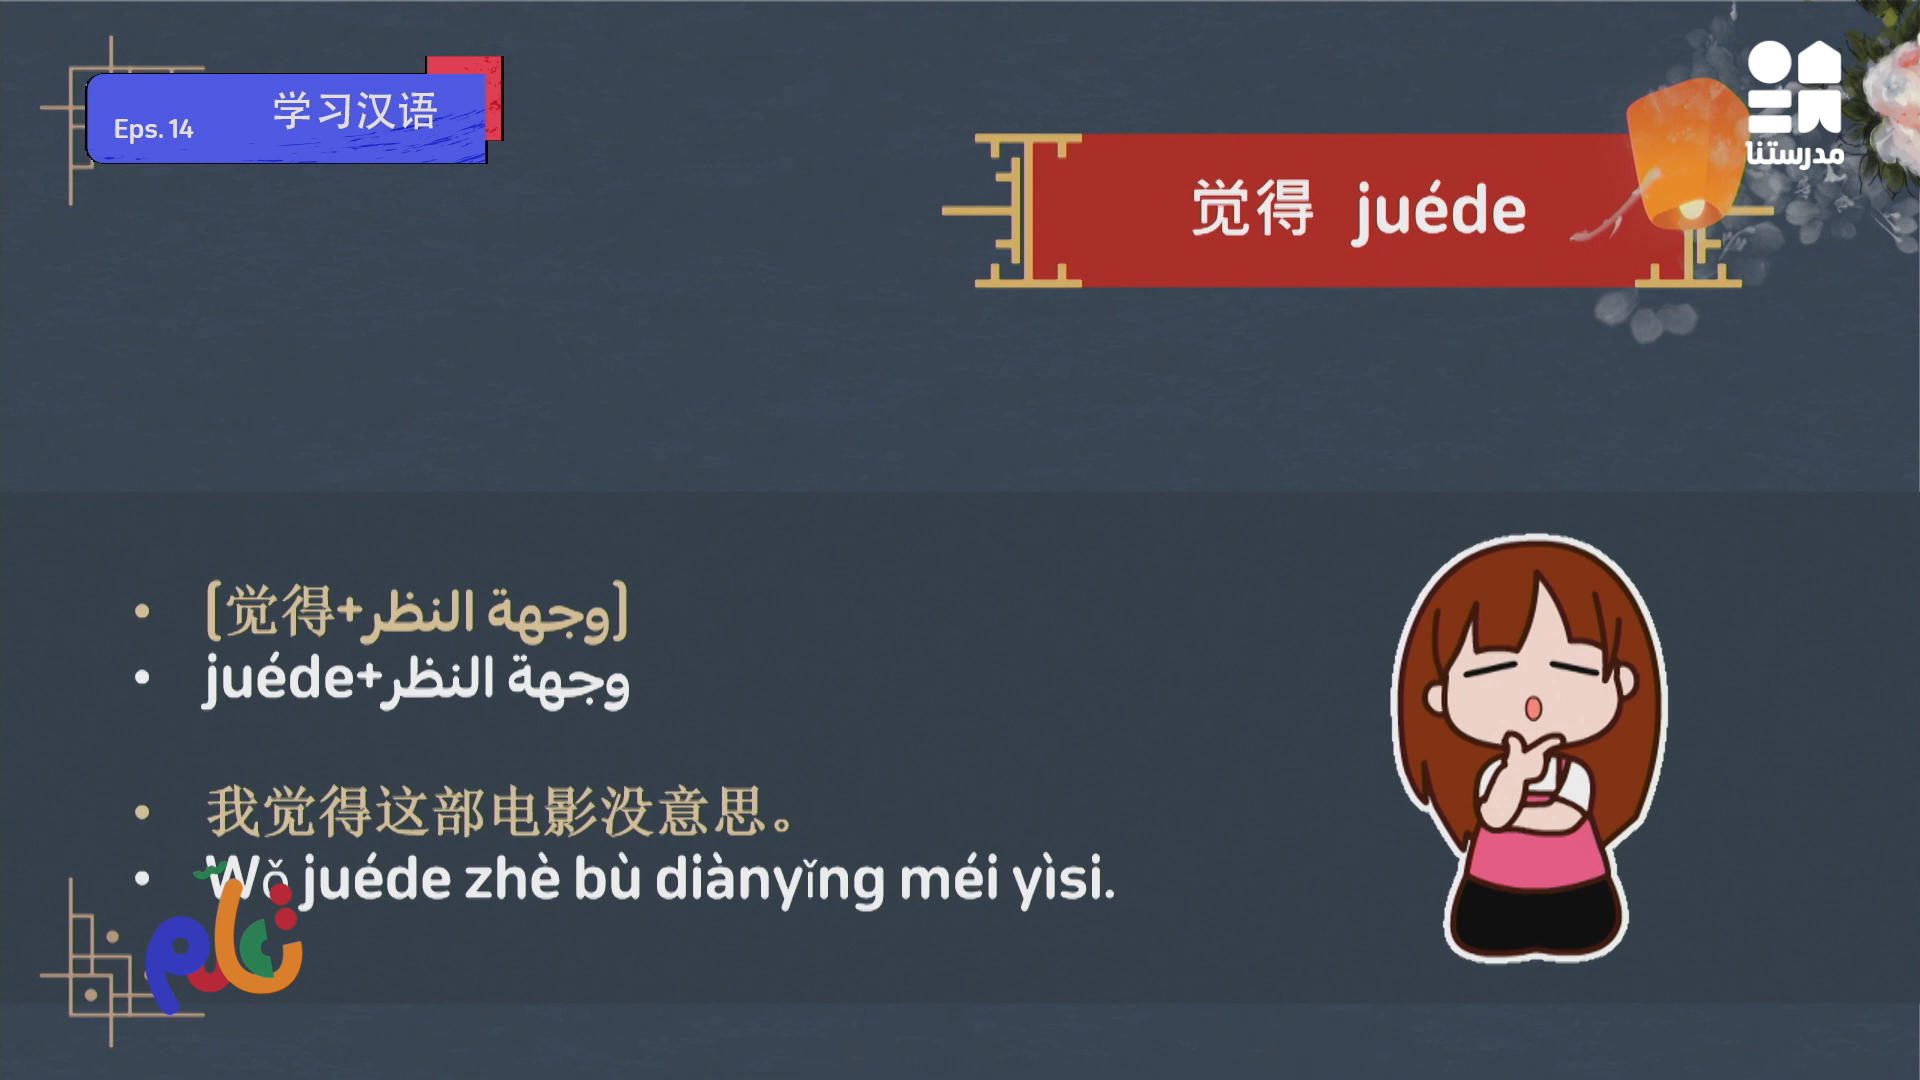 学习汉语
Eps. 14
مدرستنا
觉得 juéde
• (觉得+وجهة النظر)
• juéde+وجهة النظر
• 我觉得这部电影没意思。
• Wǒ juéde zhè bù diànyǐng méi yìsi.